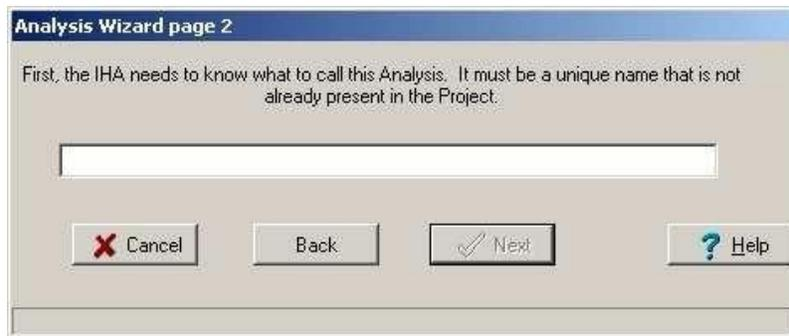 Analysis Wizard page 2
First, the IHA needs to know what to call this Analysis.  It must be a unique name that is not
already present in the Project.
Cancel
Back
Next
Help